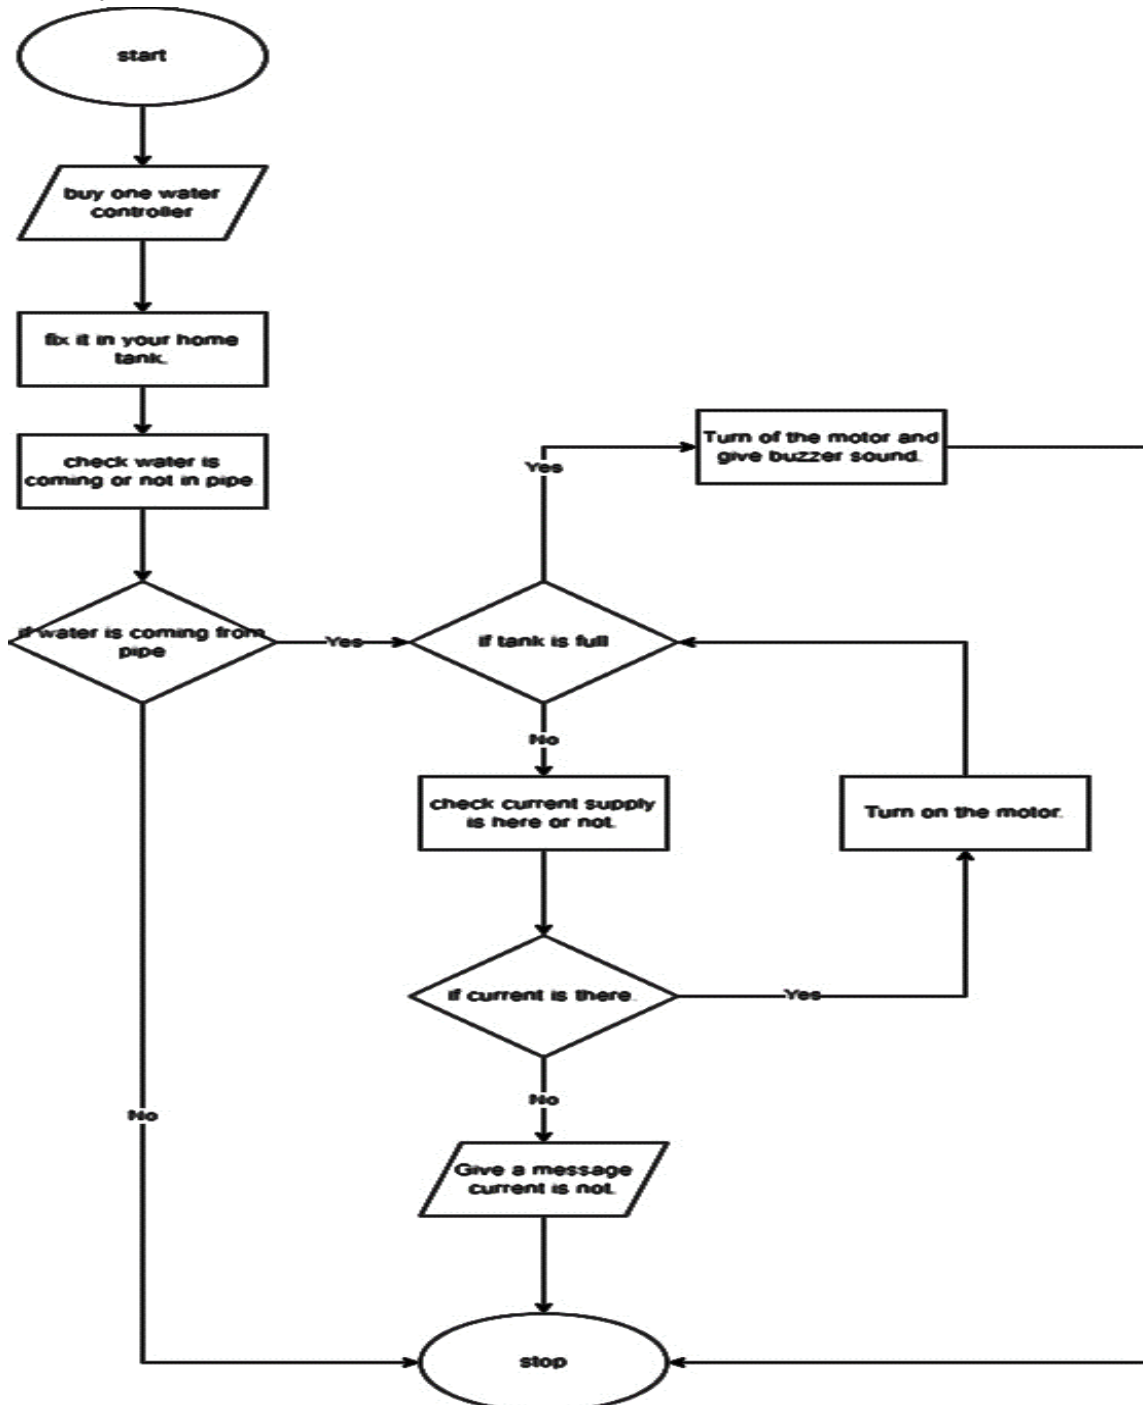 start
buy one water
controller
fix it in your home
tank.
check water is
coming or not in pipe.
if water is coming from
pipe
Yes
if tank is full
Yes
Turn of the motor and
give buzzer sound.
No
check current supply
is here or not.
Turn on the motor.
if current is there.
Yes
No
No
Give a message
current is not.
stop